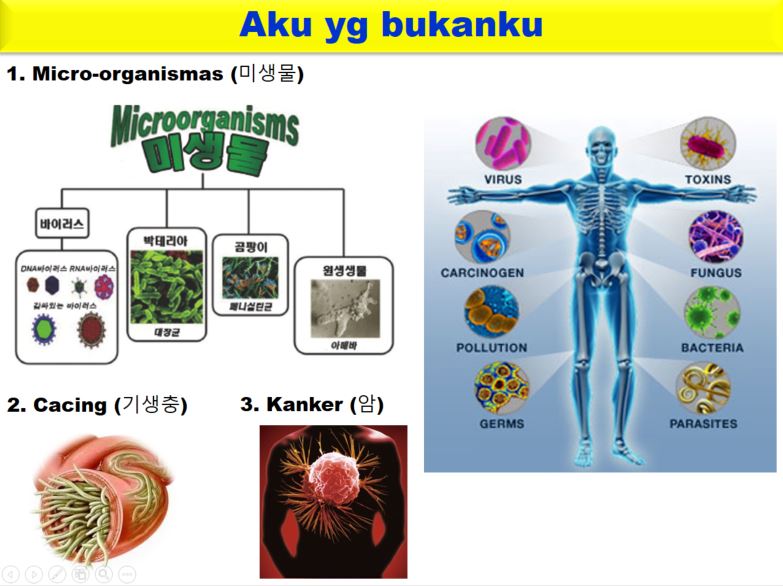 Aku yg bukanku
1. Micro-organismas (미생물)
Microorganisms
미생물
바이러스
DNA바이러스 RNA바이러스
감싸있는 바이러스
박테리아
대장균
곰팡이
페니실린균
원생생물
아메바
VIRUS
TOXINS
CARCINOGEN
FUNGUS
POLLUTION
BACTERIA
GERMS
PARASITES
2. Cacing (기생충)
3. Kanker (암)